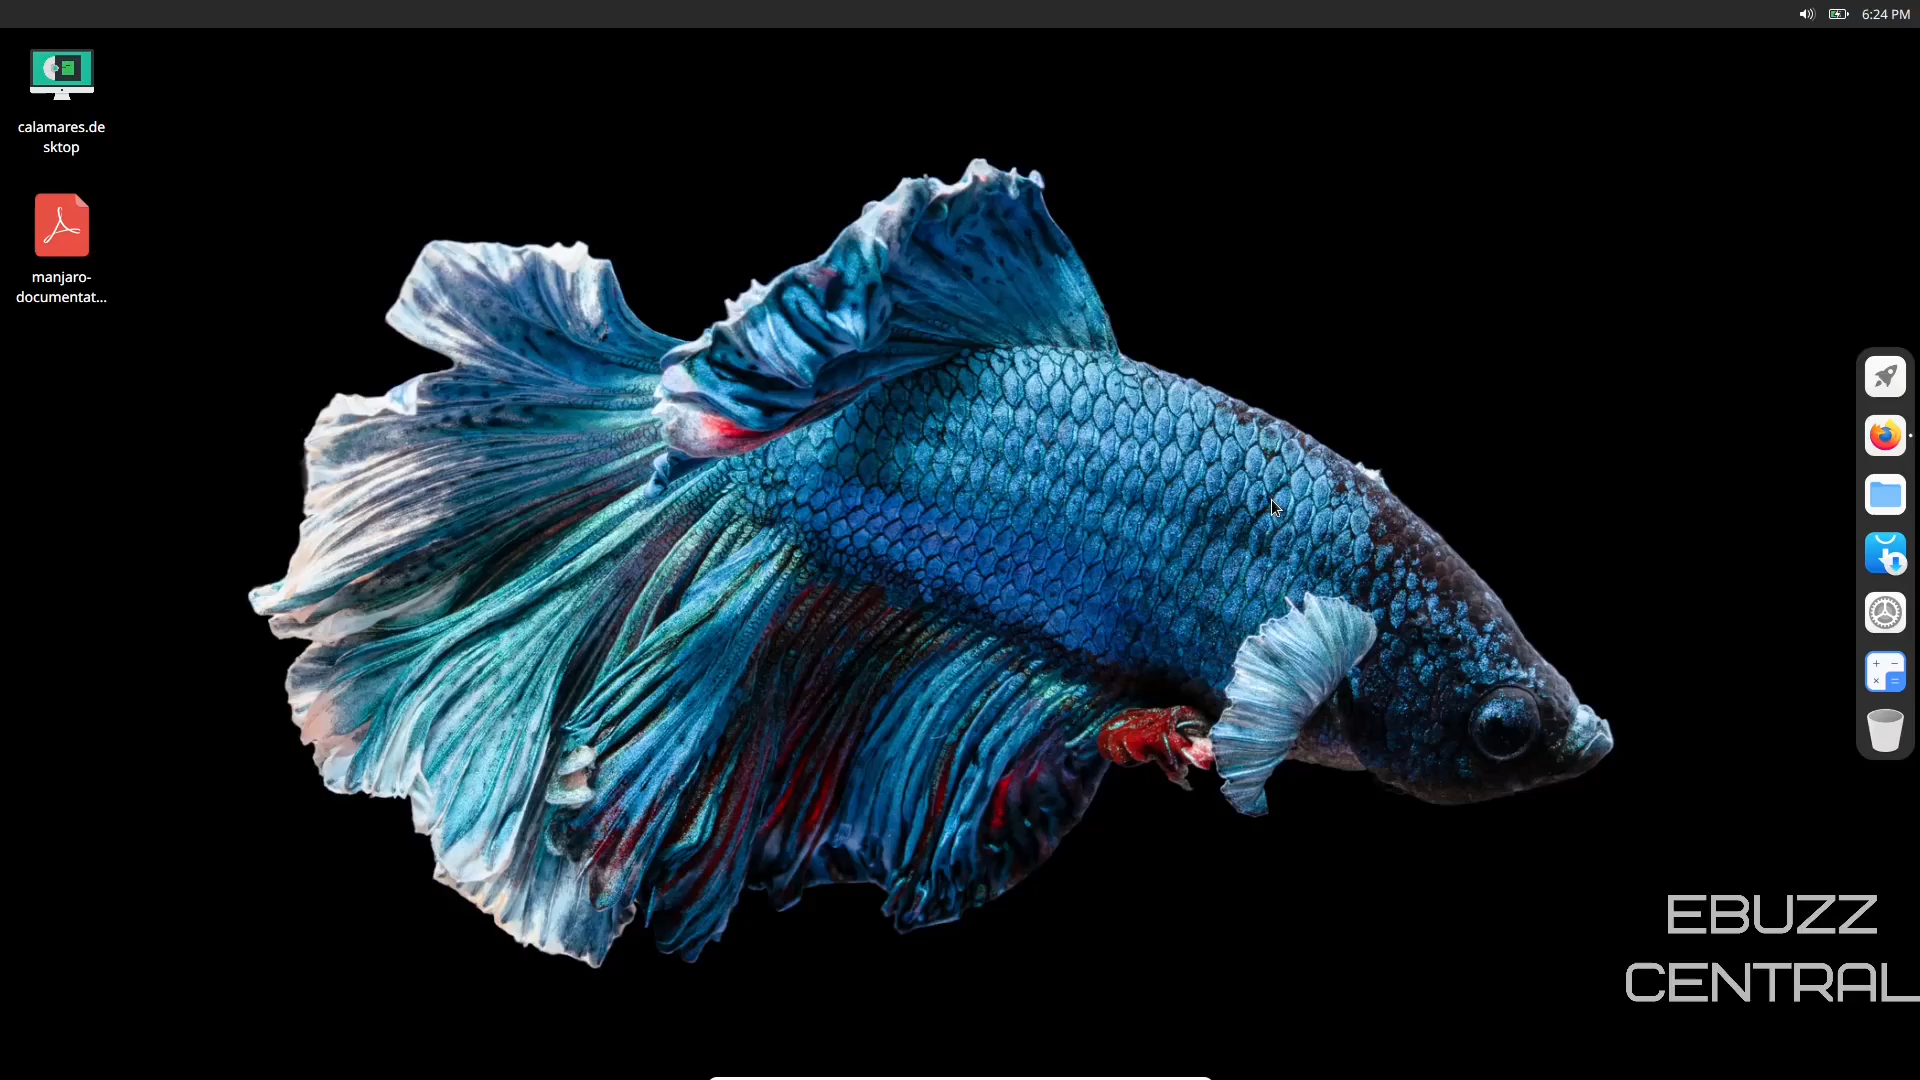 6:24 PM
calamares.de
sktop
manjaro-
documentat...
EBUZZ
CENTRAL